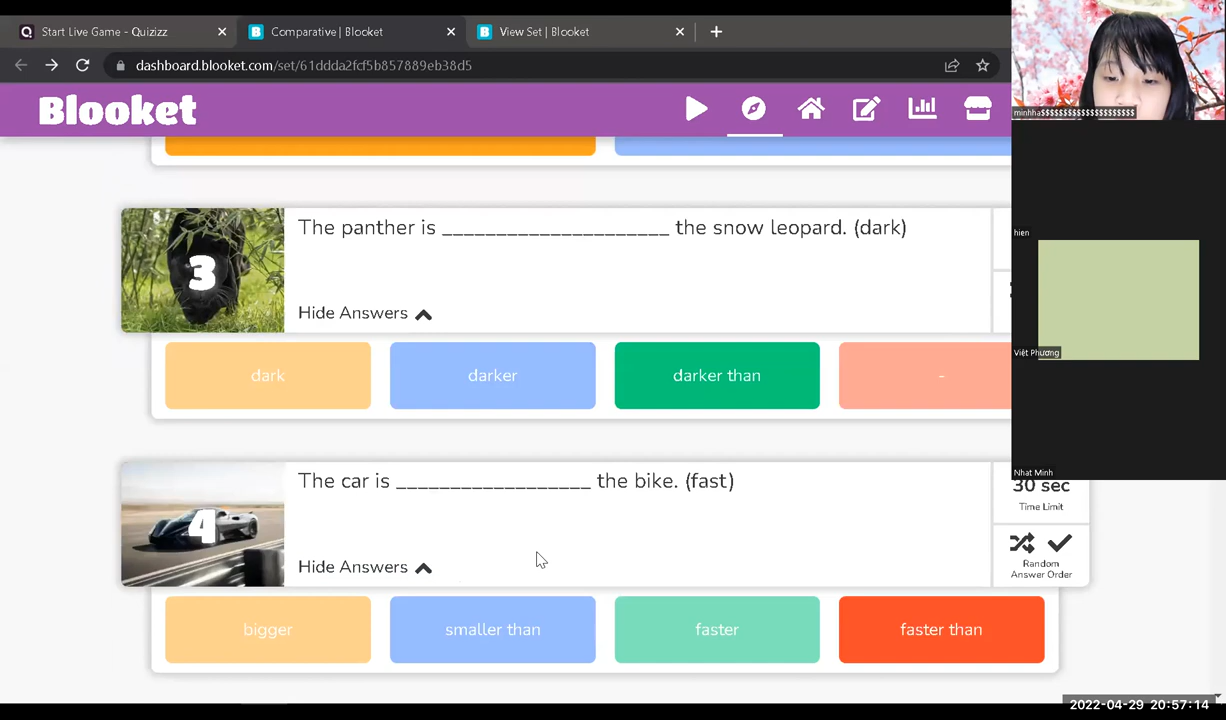 Start Live Game - Quizizz
Comparative | Blooket
View Set | Blooket
dashboard.blooket.com/set/61ddda2fcf5b857889eb38d5
Blooket
minhha$$$$$$$$$$$$$$$$$$$$$
hien
Việt Phương
Nhat Minh
3
The panther is _____________________ the snow leopard. (dark)
Hide Answers
dark
darker
darker than
-
4
The car is __________________ the bike. (fast)
30 sec
Time Limit
Hide Answers
Random
Answer Order
bigger
smaller than
faster
faster than
2022-04-29 20:57:14